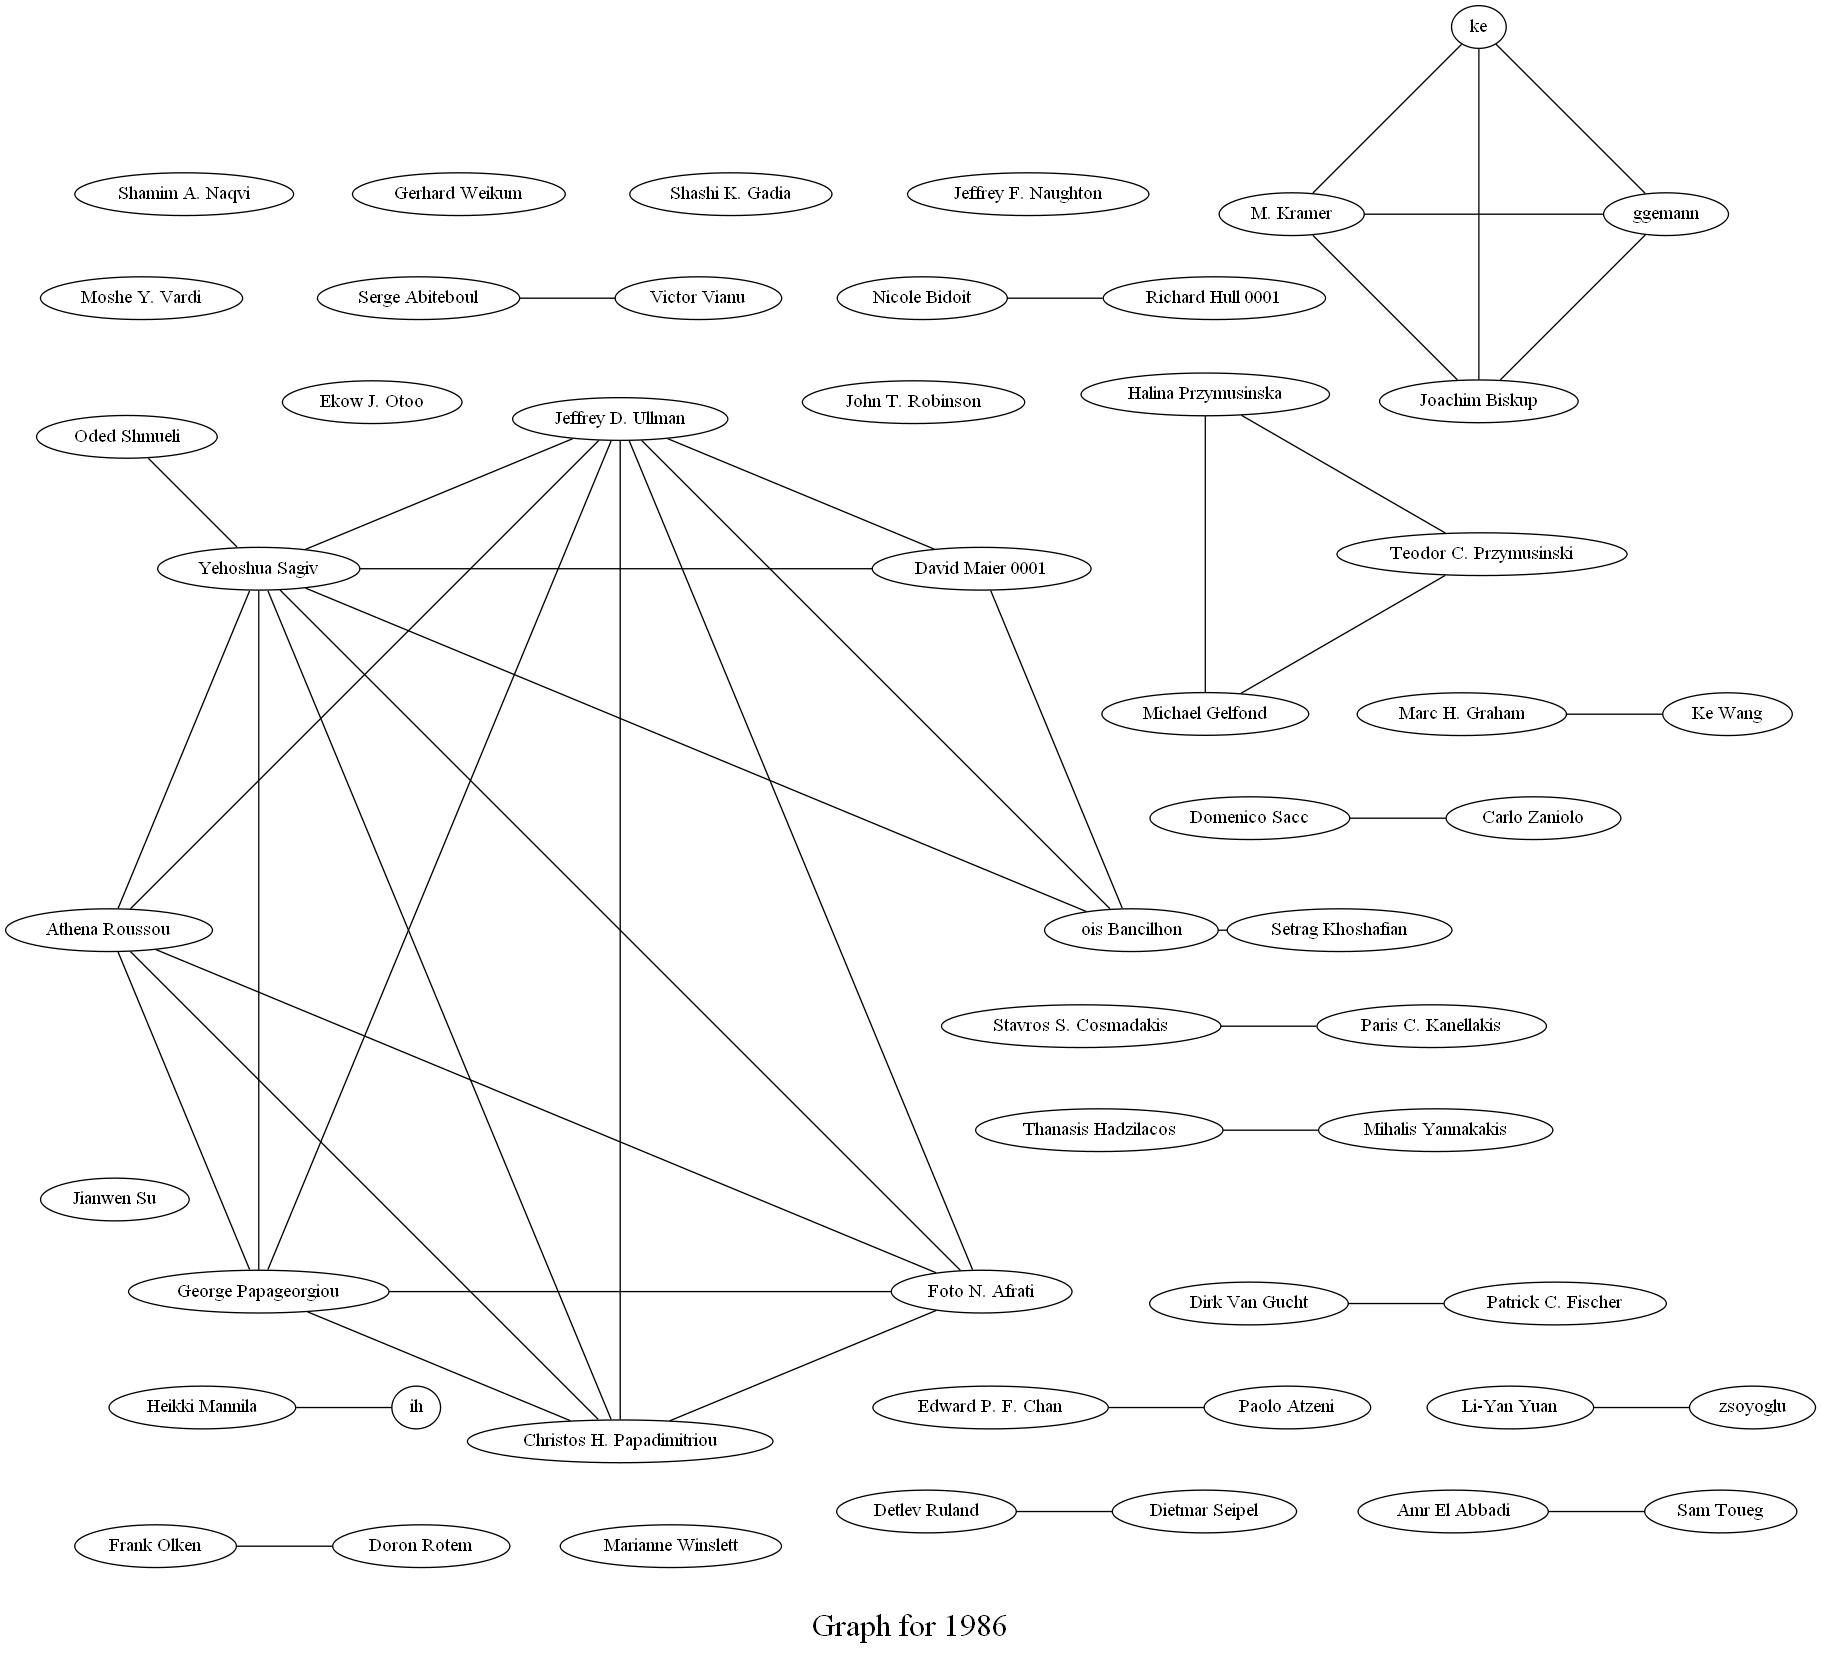 ke
Shamim A. Naqvi
Gerhard Weikum
Shashi K. Gadia
Jeffrey F. Naughton
M. Kramer
ggemann
Moshe Y. Vardi
Serge Abiteboul
Victor Vianu
Nicole Bidoit
Richard Hull 0001
Halina Przymusinska
Ekow J. Otoo
John T. Robinson
Joachim Biskup
Jeffrey D. Ullman
Oded Shmueli
Teodor C. Przymusinski
Yehoshua Sagiv
David Maier 0001
Michael Gelfond
Marc H. Graham
Ke Wang
Domenico Sacc
Carlo Zaniolo
Athena Roussou
ois Bancilhon
Setrag Khoshafian
Stavros S. Cosmadakis
Paris C. Kanellakis
Thanasis Hadzilacos
Mihalis Yannakakis
Jianwen Su
George Papageorgiou
Foto N. Afrati
Dirk Van Gucht
Patrick C. Fischer
Heikki Mannila
ih
Edward P. F. Chan
Paolo Atzeni
Li-Yan Yuan
zsoyoglu
Christos H. Papadimitriou
Detlev Ruland
Dietmar Seipel
Amr El Abbadi
Sam Toueg
Frank Olken
Doron Rotem
Marianne Winslett
Graph for 1986